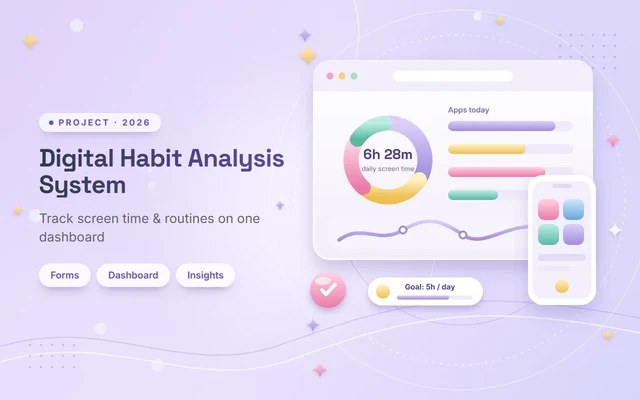 PROJECT · 2026
Digital Habit Analysis
System
Track screen time & routines on one
dashboard
Forms
Dashboard
Insights
Apps today
6h 28m
daily screen time
Goal: 5h / day